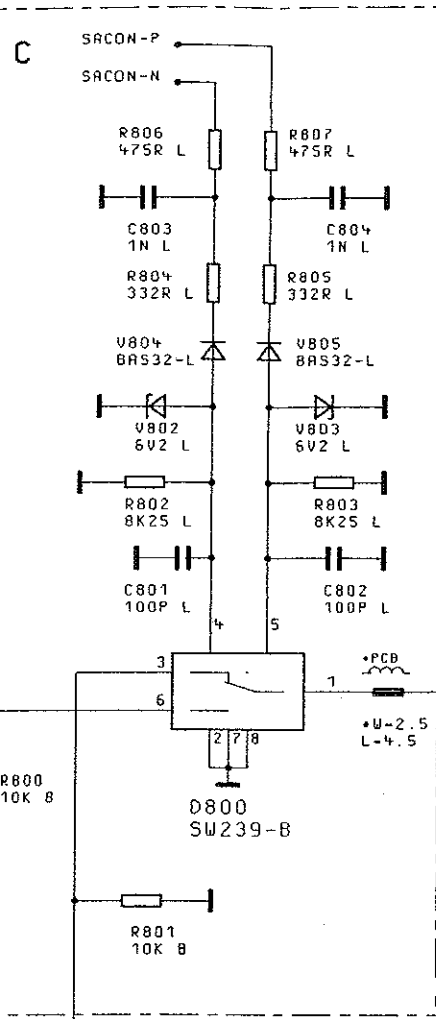 C
SACON-P
SACON-N
R806
475R L
R807
475R L
C803
1N L
C804
1N L
R804
332R L
R805
332R L
V804
BAS32-L
V805
BAS32-L
V802
6V2 L
V803
6V2 L
R802
8K25 L
R803
8K25 L
C801
100P L
C802
100P L
4
5
3
6
1
2
7
8
*PCB
*W=2.5
L=4.5
D800
SW239-B
R800
10K B
R801
10K B